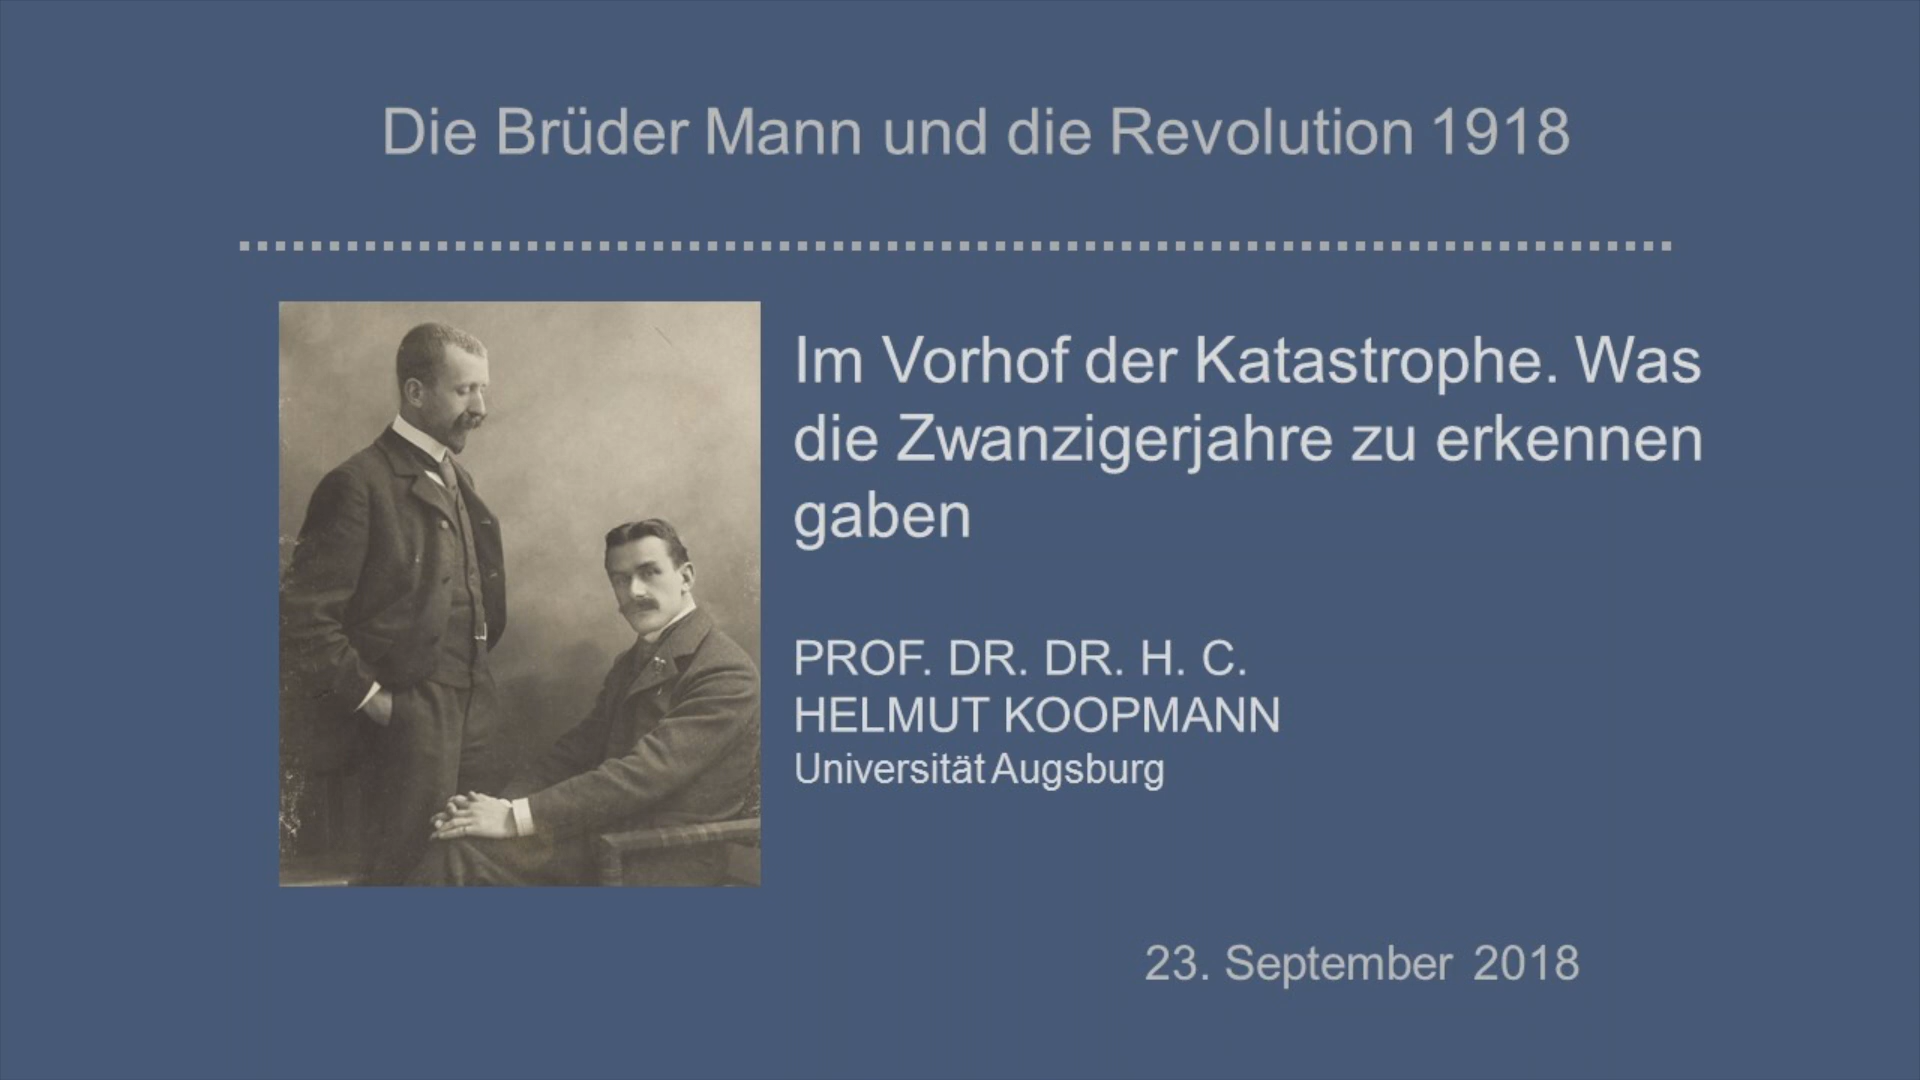 Die Brüder Mann und die Revolution 1918
Im Vorhof der Katastrophe. Was
die Zwanzigerjahre zu erkennen
gaben
PROF. DR. DR. H. C.
HELMUT KOOPMANN
Universität Augsburg
23. September 2018